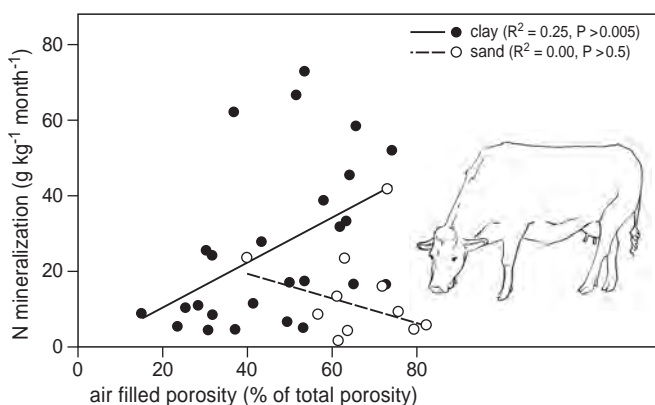 80
60
40
20
0
N mineralization (g kg-1 month-1)
clay (R2 = 0.25, P >0.005)
sand (R2 = 0.00, P >0.5)
0 20 40 60 80
air filled porosity (% of total porosity)